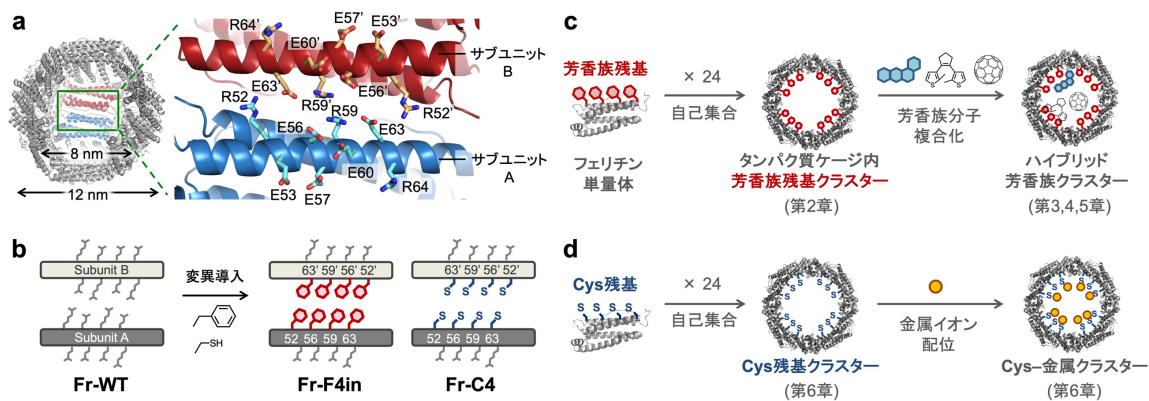 a
8 nm
12 nm
R64’
E57’
E53’
E60’
サブユニット
B
E63’
R59’
E56’
R52’
R52
R59
E56
E63
サブユニット
A
E60
E53
E57
R64
b
Subunit B
Subunit A
Fr-WT
変異導入
SH
63’ 59’ 56’ 52’
52 56 59 63
Fr-F4in
63’ 59’ 56’ 52’
S S S S
S S S S
52 56 59 63
Fr-C4
c
芳香族残基
フェリチン
単量体
× 24
自己集合
タンパク質ケージ内
芳香族残基クラスター
(第2章)
S S
芳香族分子
複合化
ハイブリッド
芳香族クラスター
(第3,4,5章)
d
Cys残基
S S S S
× 24
自己集合
Cys残基クラスター
(第6章)
金属イオン
配位
Cys–金属クラスター
(第6章)